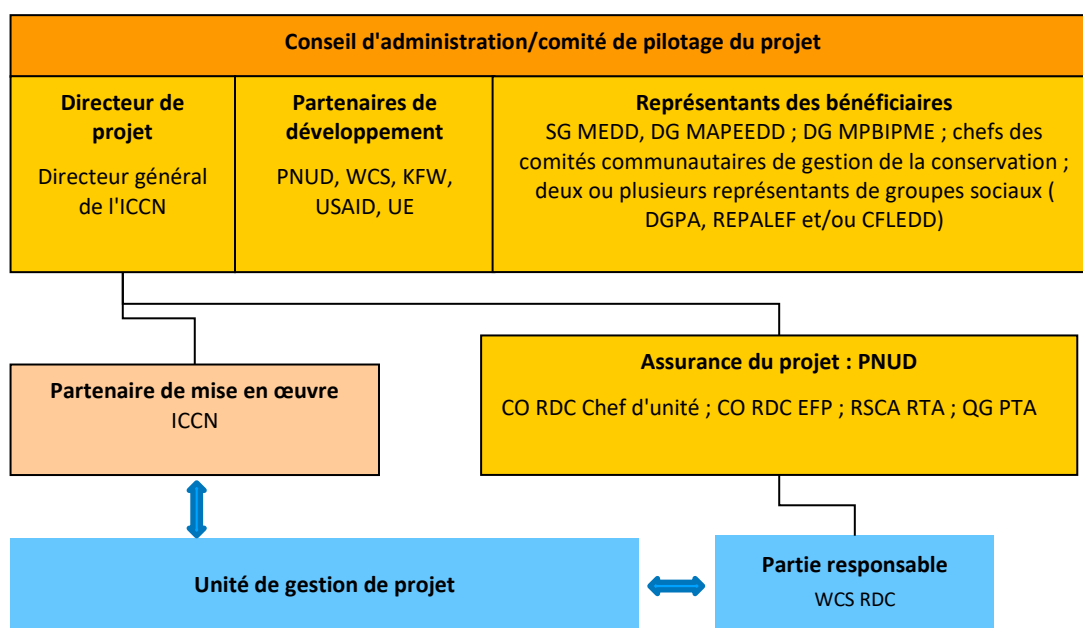 Conseil d'administration/comité de pilotage du projet
Directeur de
projet
Directeur général
de l'ICCN
Partenaires de
développement
PNUD, WCS, KFW,
USAID, UE
Représentants des bénéficiaires
SG MEDD, DG MAPEEDD ; DG MPBIPME ; chefs des
comités communautaires de gestion de la conservation ;
deux ou plusieurs représentants de groupes sociaux (
DGPA, REPALEF et/ou CFLEDD)
Partenaire de mise en œuvre
ICCN
Assurance du projet : PNUD
CO RDC Chef d'unité ; CO RDC EFP ; RSCA RTA ; QG PTA
Unité de gestion de projet
Partie responsable
WCS RDC